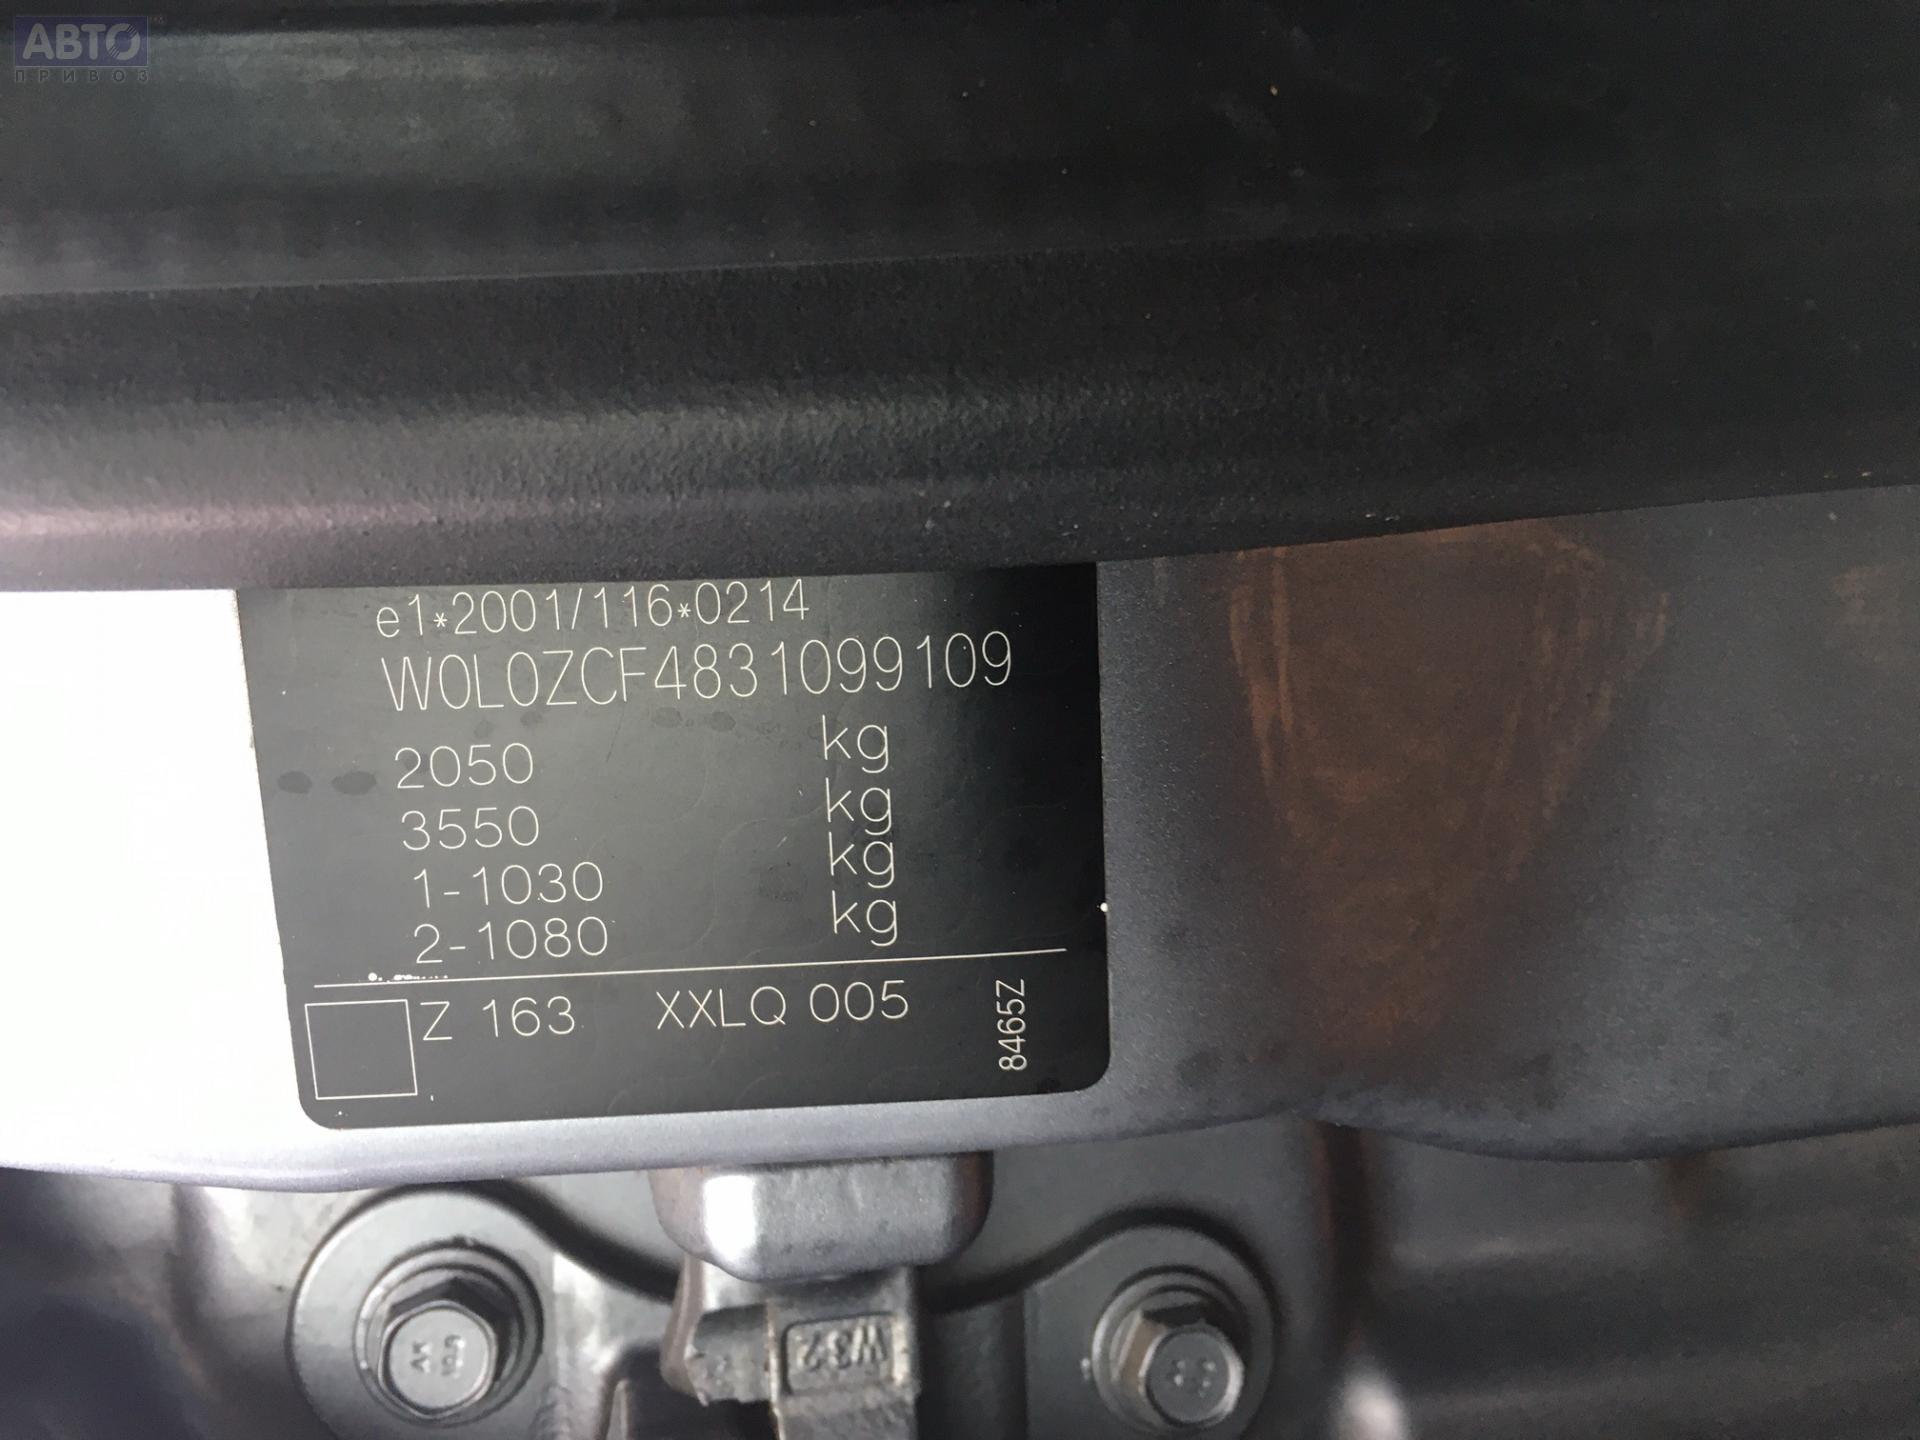 АВТО
ПРИВОЗ
e1*2001/116*0214
W0L0ZCF4831099109
2050 kg
3550 kg
1-1030 kg
2-1080 kg
Z 163 XXLQ 005
8465Z
W32